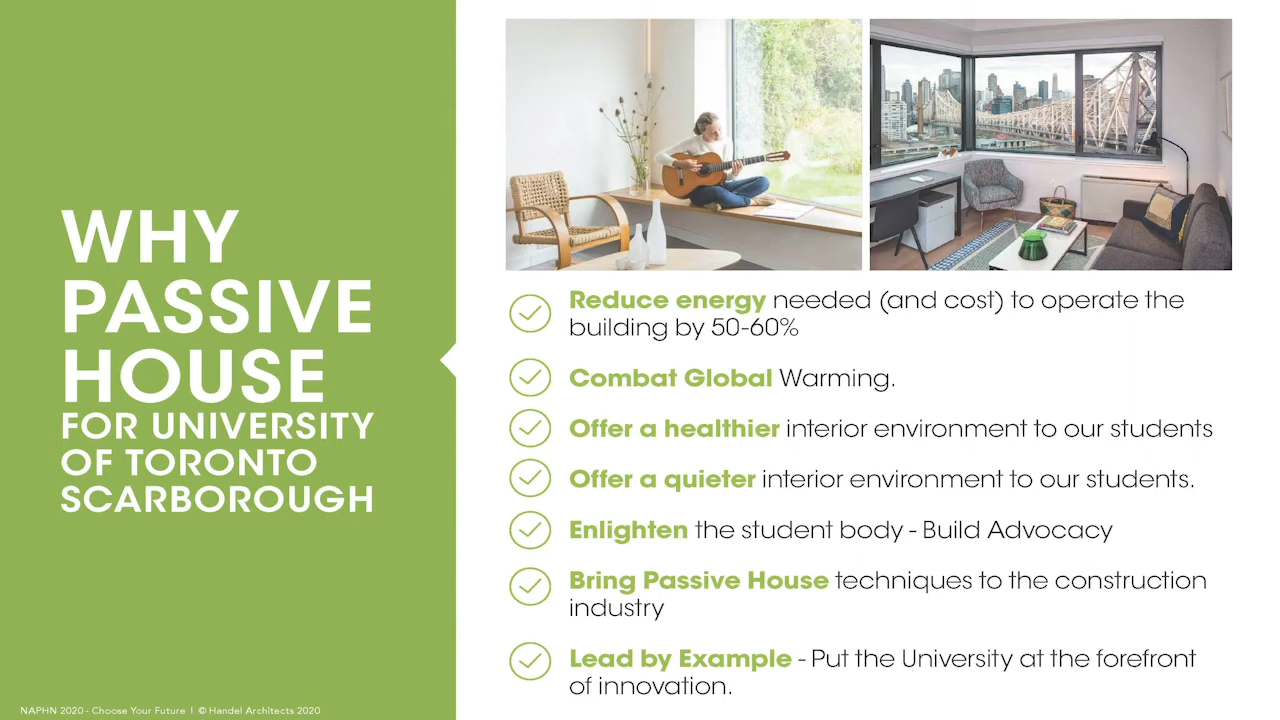 WHY
PASSIVE
HOUSE
FOR UNIVERSITY
OF TORONTO
SCARBOROUGH
Reduce energy needed (and cost) to operate the
building by 50-60%
Combat Global Warming.
Offer a healthier interior environment to our students
Offer a quieter interior environment to our students.
Enlighten the student body - Build Advocacy
Bring Passive House techniques to the construction
industry
Lead by Example - Put the University at the forefront
of innovation.
NAPHN 2020 - Choose Your Future | © Handel Architects 2020